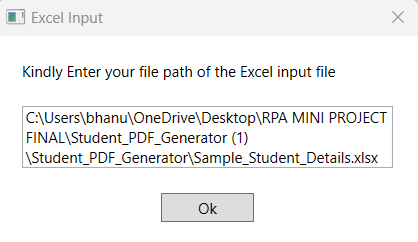 Excel Input
Kindly Enter your file path of the Excel input file
C:\Users\bhanu\OneDrive\Desktop\RPA MINI PROJECT
FINAL\Student_PDF_Generator (1)
\Student_PDF_Generator\Sample_Student_Details.xlsx
Ok